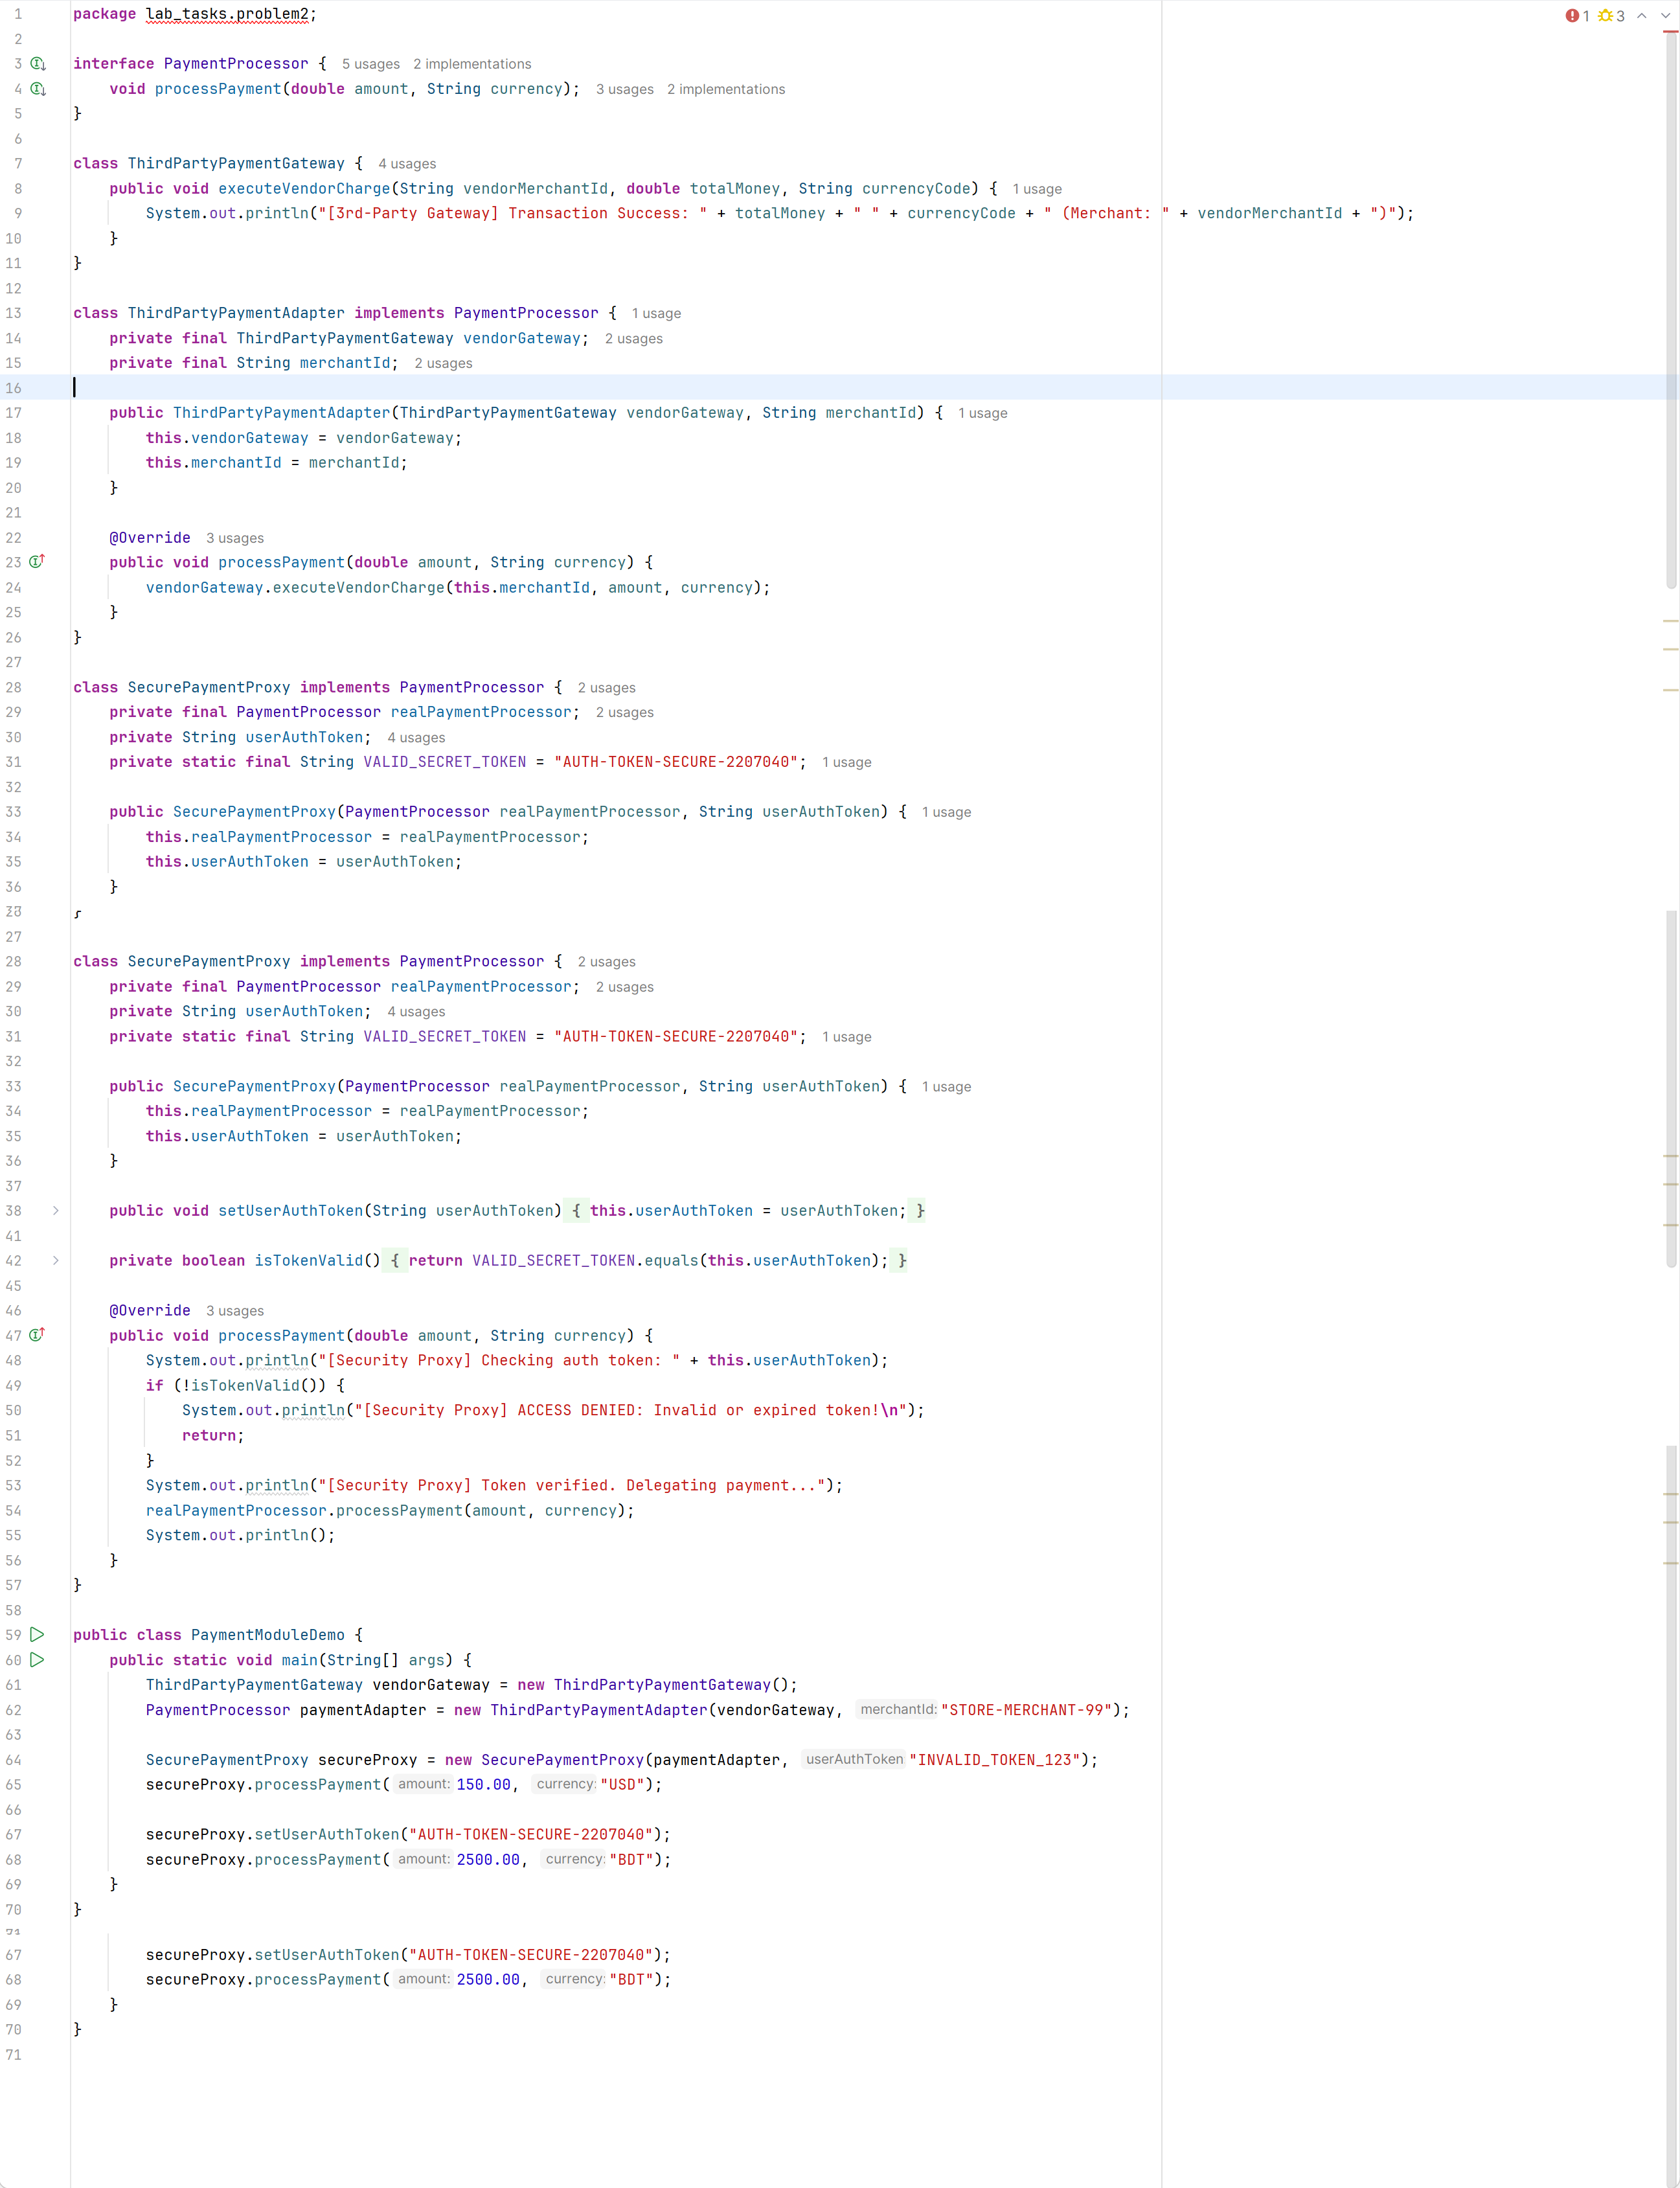 1 package lab_tasks.problem2; 1 3
2
3 interface PaymentProcessor { 5 usages 2 implementations
4 void processPayment(double amount, String currency); 3 usages 2 implementations
5 }
6
7 class ThirdPartyPaymentGateway { 4 usages
8 public void executeVendorCharge(String vendorMerchantId, double totalMoney, String currencyCode) { 1 usage
9 System.out.println("[3rd-Party Gateway] Transaction Success: " + totalMoney + " " + currencyCode + " (Merchant: " + vendorMerchantId + ")");
10 }
11 }
12
13 class ThirdPartyPaymentAdapter implements PaymentProcessor { 1 usage
14 private final ThirdPartyPaymentGateway vendorGateway; 2 usages
15 private final String merchantId; 2 usages
16
17 public ThirdPartyPaymentAdapter(ThirdPartyPaymentGateway vendorGateway, String merchantId) { 1 usage
18 this.vendorGateway = vendorGateway;
19 this.merchantId = merchantId;
20 }
21
22 @Override 3 usages
23 public void processPayment(double amount, String currency) {
24 vendorGateway.executeVendorCharge(this.merchantId, amount, currency);
25 }
26 }
27
28 class SecurePaymentProxy implements PaymentProcessor { 2 usages
29 private final PaymentProcessor realPaymentProcessor; 2 usages
30 private String userAuthToken; 4 usages
31 private static final String VALID_SECRET_TOKEN = "AUTH-TOKEN-SECURE-2207040"; 1 usage
32
33 public SecurePaymentProxy(PaymentProcessor realPaymentProcessor, String userAuthToken) { 1 usage
34 this.realPaymentProcessor = realPaymentProcessor;
35 this.userAuthToken = userAuthToken;
36 }
27
28 class SecurePaymentProxy implements PaymentProcessor { 2 usages
29 private final PaymentProcessor realPaymentProcessor; 2 usages
30 private String userAuthToken; 4 usages
31 private static final String VALID_SECRET_TOKEN = "AUTH-TOKEN-SECURE-2207040"; 1 usage
32
33 public SecurePaymentProxy(PaymentProcessor realPaymentProcessor, String userAuthToken) { 1 usage
34 this.realPaymentProcessor = realPaymentProcessor;
35 this.userAuthToken = userAuthToken;
36 }
37
38 public void setUserAuthToken(String userAuthToken) { this.userAuthToken = userAuthToken; }
41
42 private boolean isTokenValid() { return VALID_SECRET_TOKEN.equals(this.userAuthToken); }
45
46 @Override 3 usages
47 public void processPayment(double amount, String currency) {
48 System.out.println("[Security Proxy] Checking auth token: " + this.userAuthToken);
49 if (!isTokenValid()) {
50 System.out.println("[Security Proxy] ACCESS DENIED: Invalid or expired token!\n");
51 return;
52 }
53 System.out.println("[Security Proxy] Token verified. Delegating payment...");
54 realPaymentProcessor.processPayment(amount, currency);
55 System.out.println();
56 }
57 }
58
59 public class PaymentModuleDemo {
60 public static void main(String[] args) {
61 ThirdPartyPaymentGateway vendorGateway = new ThirdPartyPaymentGateway();
62 PaymentProcessor paymentAdapter = new ThirdPartyPaymentAdapter(vendorGateway, merchantId: "STORE-MERCHANT-99");
63
64 SecurePaymentProxy secureProxy = new SecurePaymentProxy(paymentAdapter, userAuthToken "INVALID_TOKEN_123");
65 secureProxy.processPayment( amount: 150.00, currency: "USD");
66
67 secureProxy.setUserAuthToken("AUTH-TOKEN-SECURE-2207040");
68 secureProxy.processPayment( amount: 2500.00, currency: "BDT");
69 }
70 }
71
67 secureProxy.setUserAuthToken("AUTH-TOKEN-SECURE-2207040");
68 secureProxy.processPayment( amount: 2500.00, currency: "BDT");
69 }
70 }
71